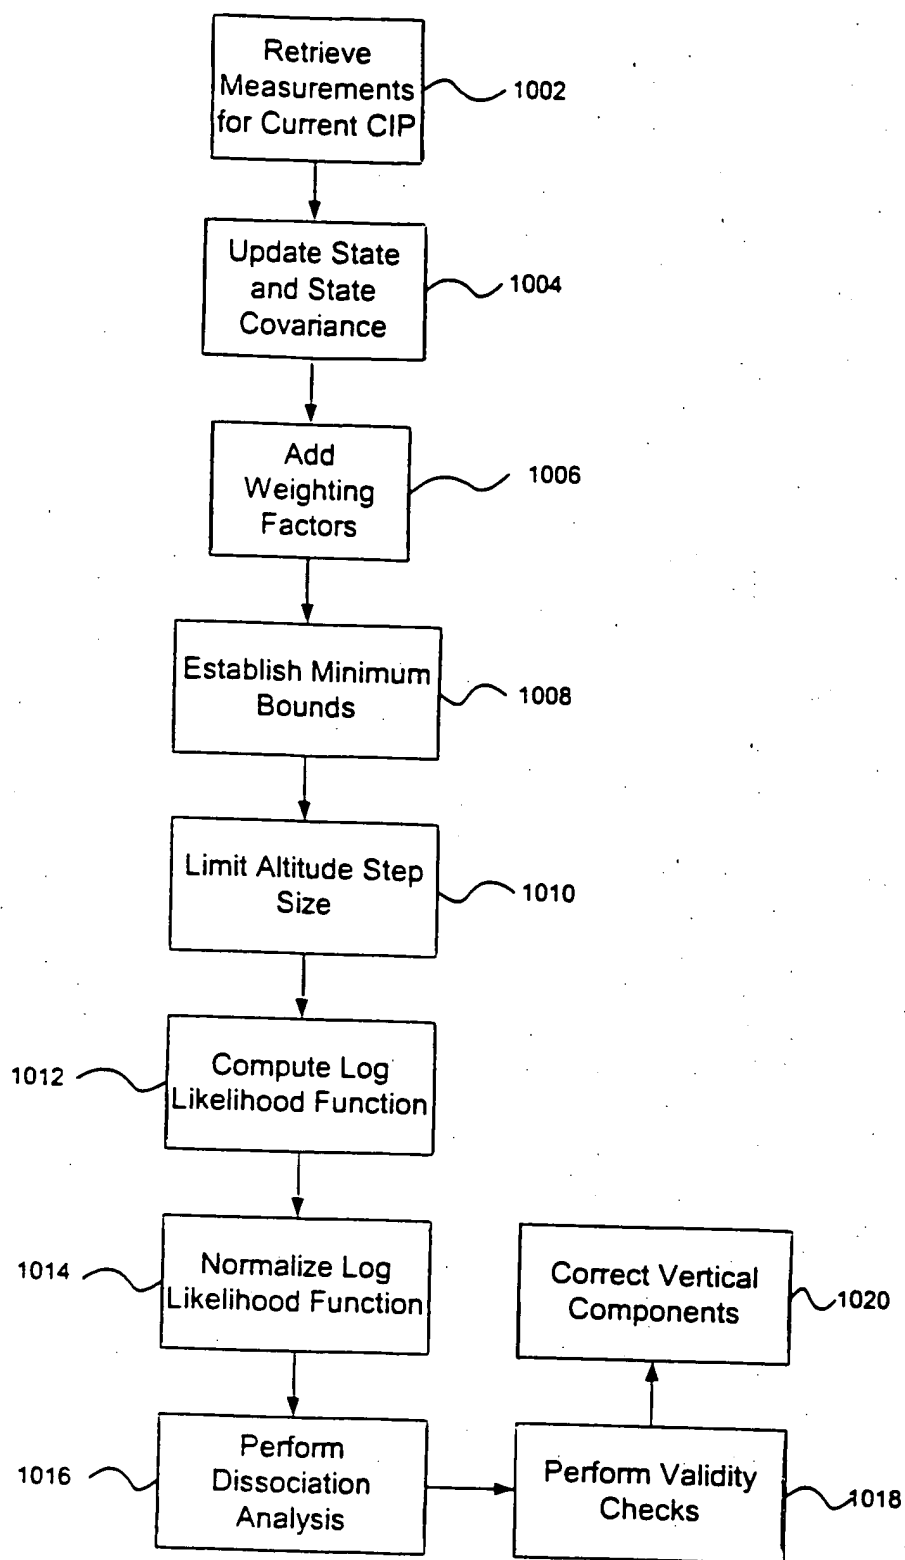 Retrieve
Measurements
for Current CIP
1002
Update State
and State
Covariance
1004
Add
Weighting
Factors
1006
Establish Minimum
Bounds
1008
Limit Altitude Step
Size
1010
Compute Log
Likelihood Function
1012
Normalize Log
Likelihood Function
1014
Perform
Dissociation
Analysis
1016
Perform Validity
Checks
1018
Correct Vertical
Components
1020